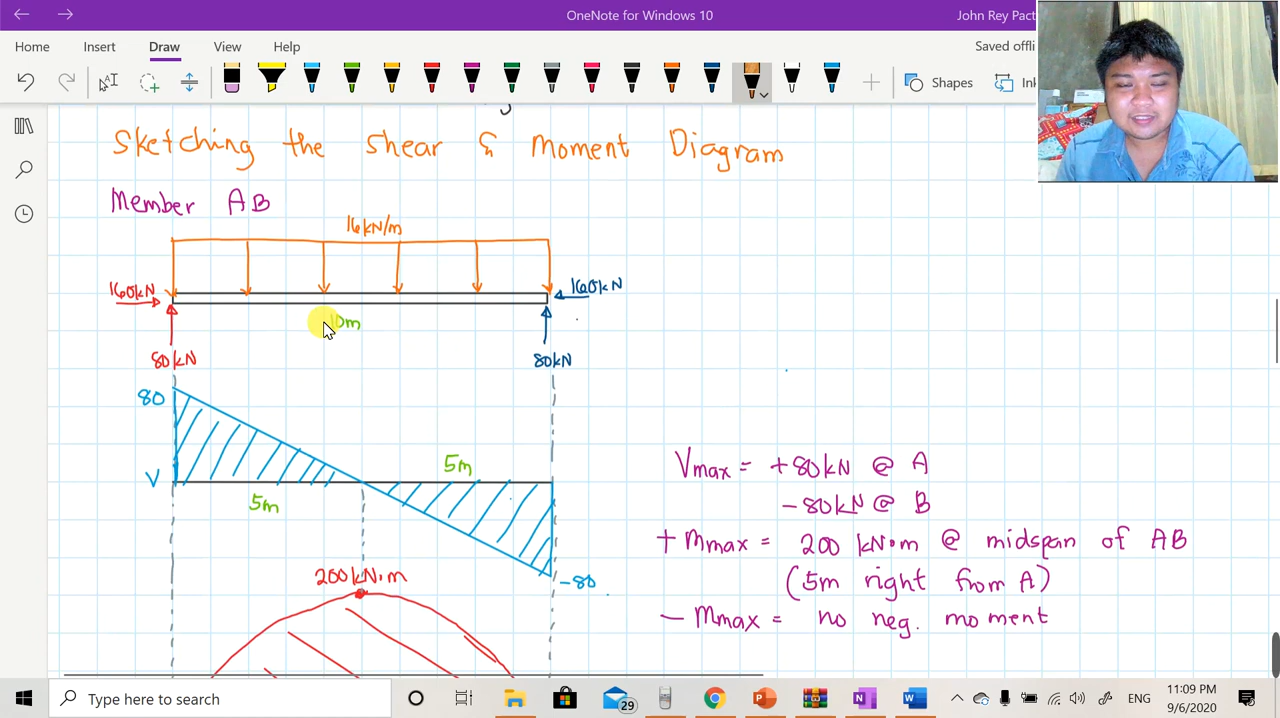 OneNote for Windows 10
John Rey Pact
Home
Insert
Draw
View
Help
Saved offli
Shapes
Ink
Sketching the Shear & Moment Diagram
Member AB
16kN/m
160kN
160kN
10m
80kN
80kN
80
V
5m
5m
-80
200kN·m
Vmax = +80kN @ A
-80kN @ B
+Mmax = 200 kN·m @ midspan of AB
(5m right from A)
-Mmax = no neg. moment
Type here to search
29
ENG
11:09 PM
9/6/2020